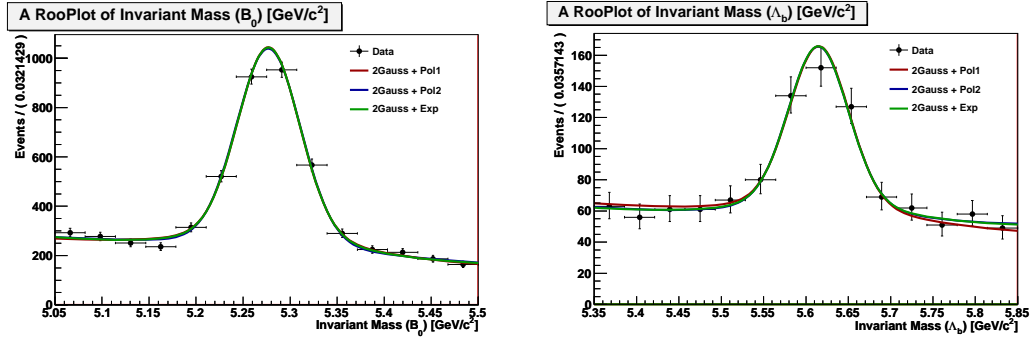 A RooPlot of Invariant Mass (B₀) [GeV/c²]
Events / ( 0.0321429 )
1000
800
600
400
200
0
Data
2Gauss + Pol1
2Gauss + Pol2
2Gauss + Exp
5.05 5.1 5.15 5.2 5.25 5.3 5.35 5.4 5.45 5.5
Invariant Mass (B₀) [GeV/c²]
A RooPlot of Invariant Mass (Λb) [GeV/c²]
Events / ( 0.0357143 )
160
140
120
100
80
60
40
20
0
Data
2Gauss + Pol1
2Gauss + Pol2
2Gauss + Exp
5.35 5.4 5.45 5.5 5.55 5.6 5.65 5.7 5.75 5.8 5.85
Invariant Mass (Λb) [GeV/c²]